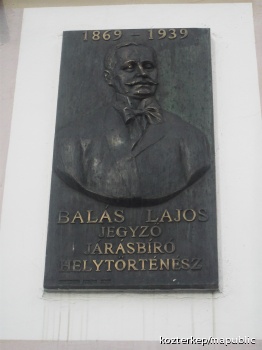 1869 - 1939
BALÁS LAJOS
JEGYZŐ
JÁRÁSBÍRÓ
HELYTÖRTÉNÉSZ
kozterkep/mapublic